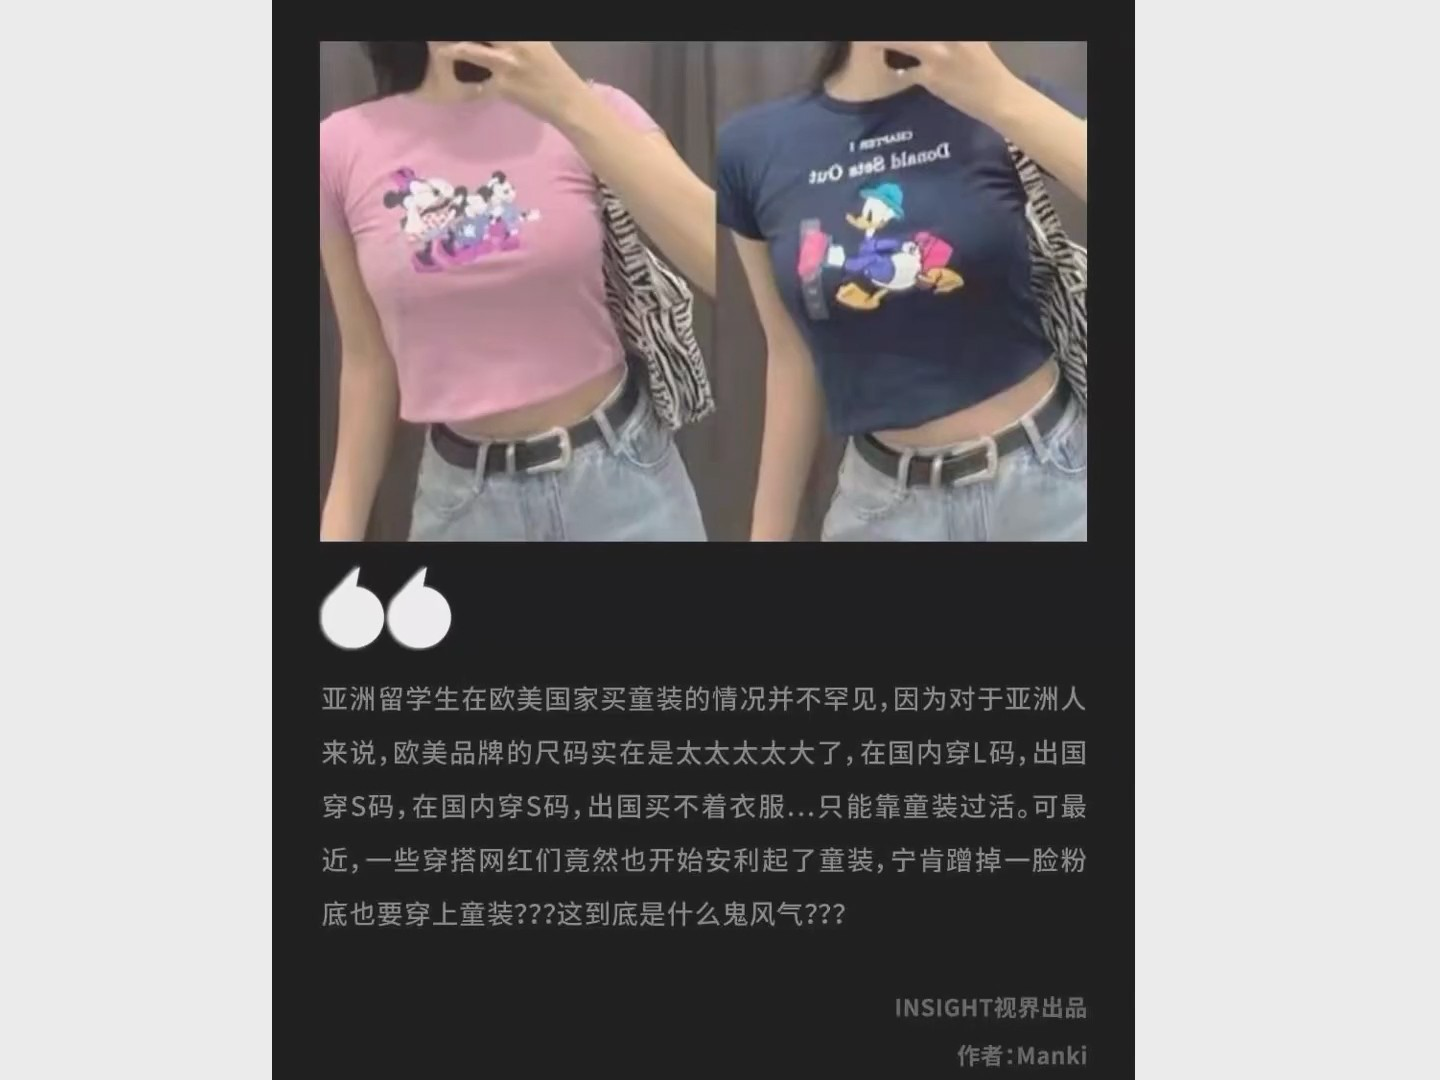 CHAPTER 1
Donald Sets Out
亚洲留学生在欧美国家买童装的情况并不罕见,因为对于亚洲人
来说,欧美品牌的尺码实在是太太太太大了,在国内穿L码,出国
穿S码,在国内穿S码,出国买不着衣服...只能靠童装过活。可最
近,一些穿搭网红们竟然也开始安利起了童装,宁肯蹭掉一脸粉
底也要穿上童装???这到底是什么鬼风气???
INSIGHT视界出品
作者:Manki